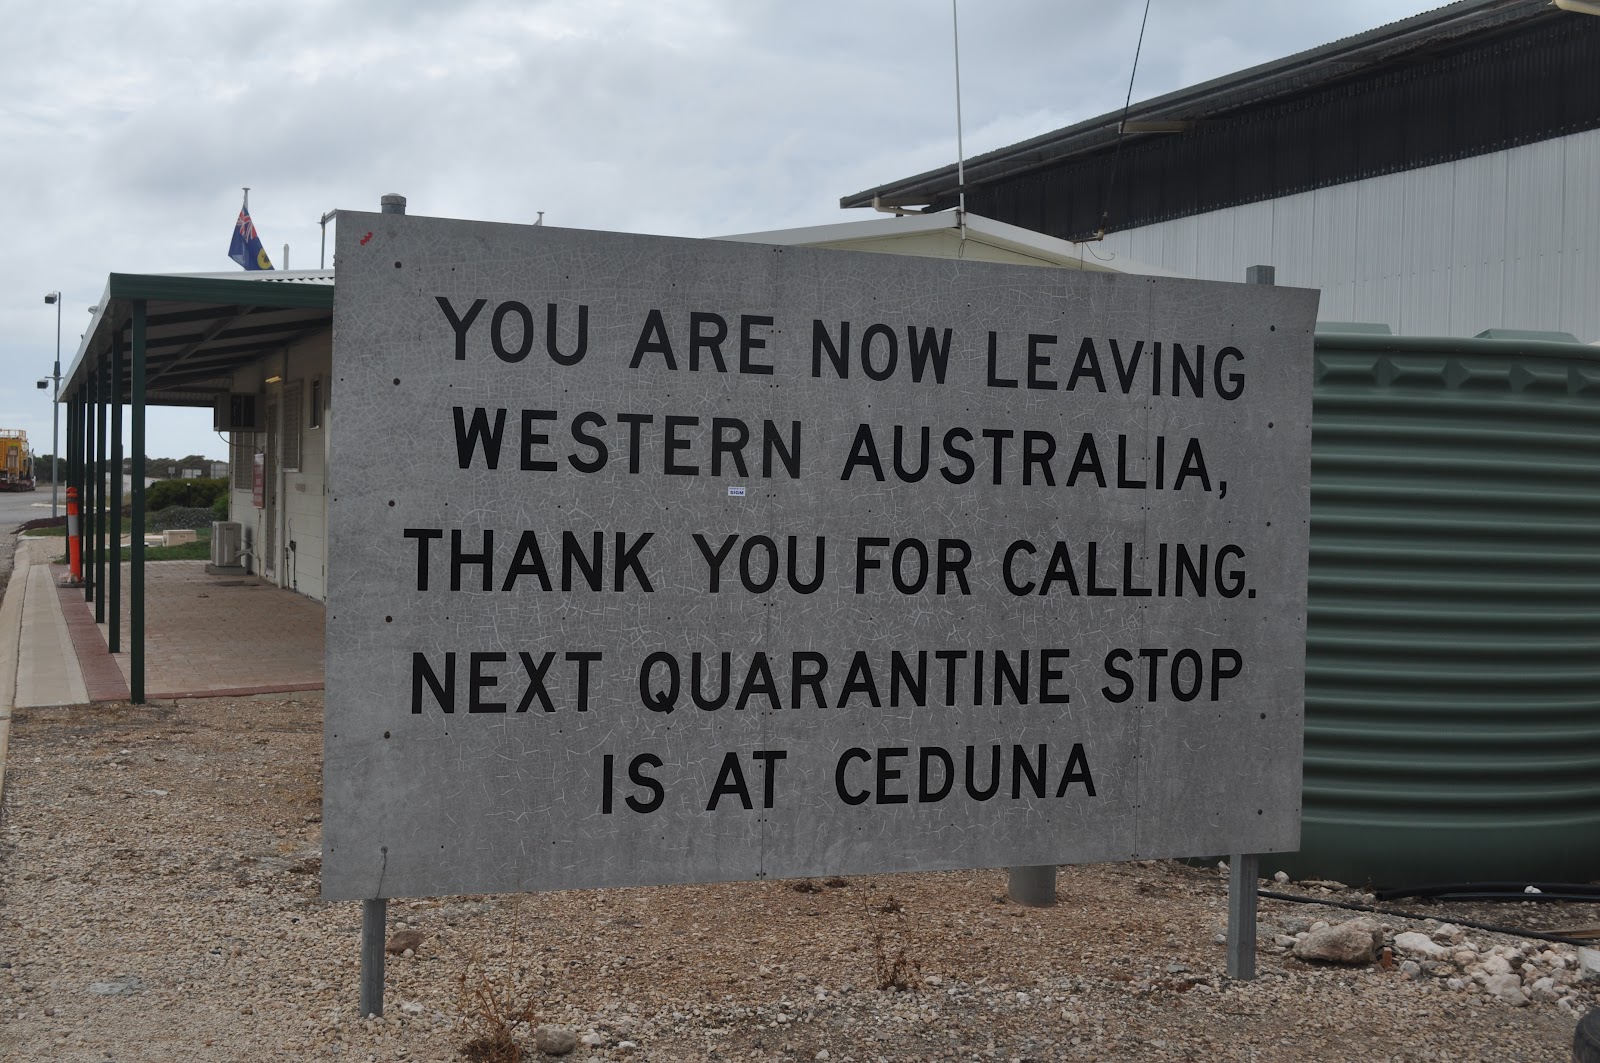 YOU ARE NOW LEAVING
WESTERN AUSTRALIA,
THANK YOU FOR CALLING.
NEXT QUARANTINE STOP
IS AT CEDUNA